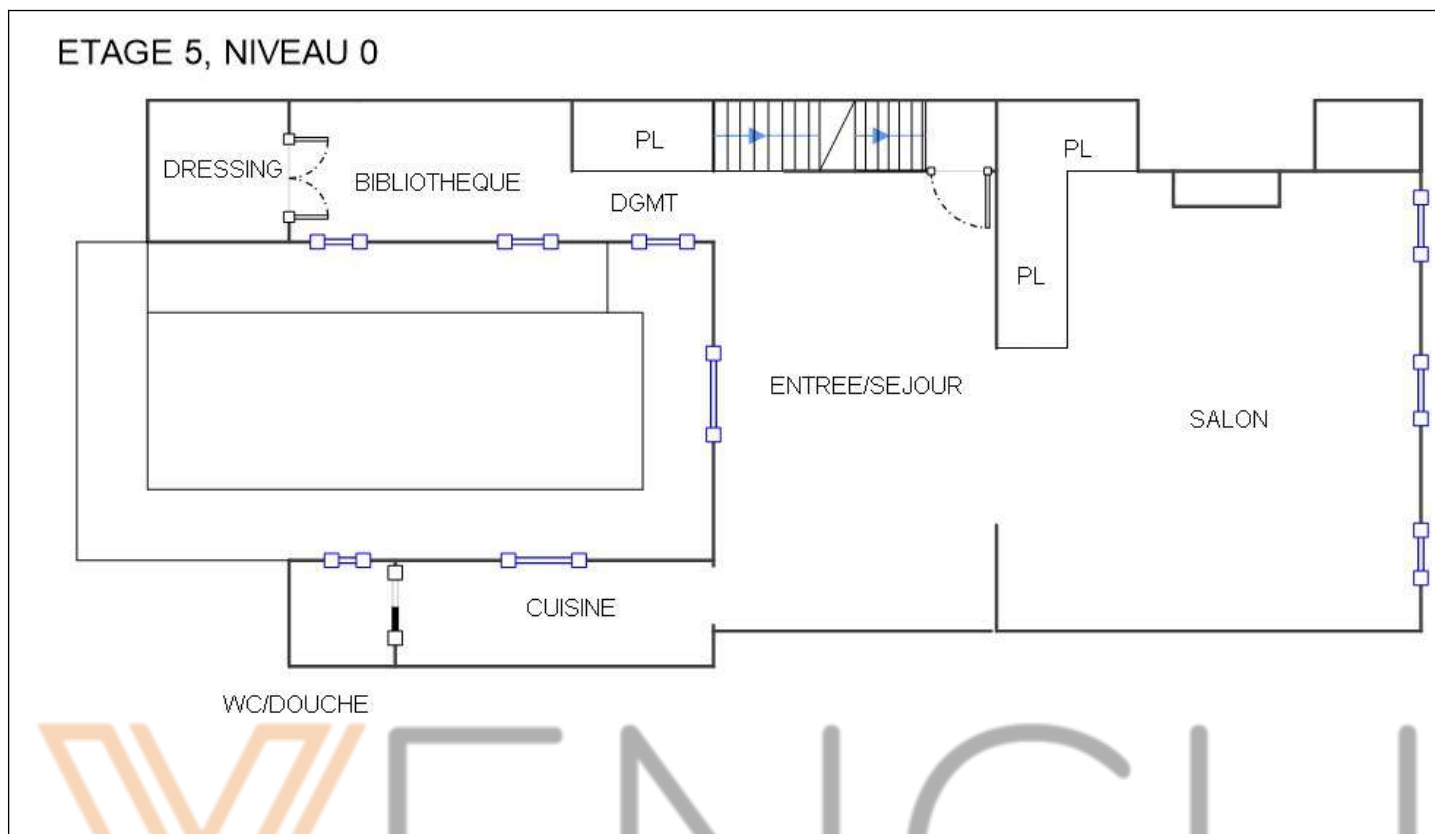 ETAGE 5, NIVEAU 0
PL
PL
DRESSING
BIBLIOTHEQUE
DGMT
PL
ENTREE/SEJOUR
SALON
CUISINE
WC/DOUCHE